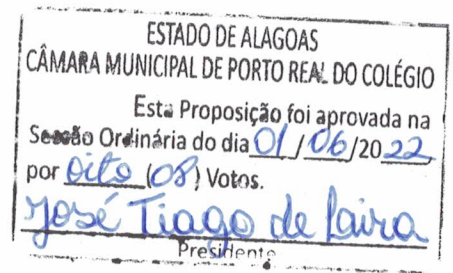 ESTADO DE ALAGOAS
CÂMARA MUNICIPAL DE PORTO REAL DO COLÉGIO
Esta Proposição foi aprovada na
Sessão Ordinária do dia 01/06/2022
por oito (08) Votos.
José Tiago de Paiva
Presidente